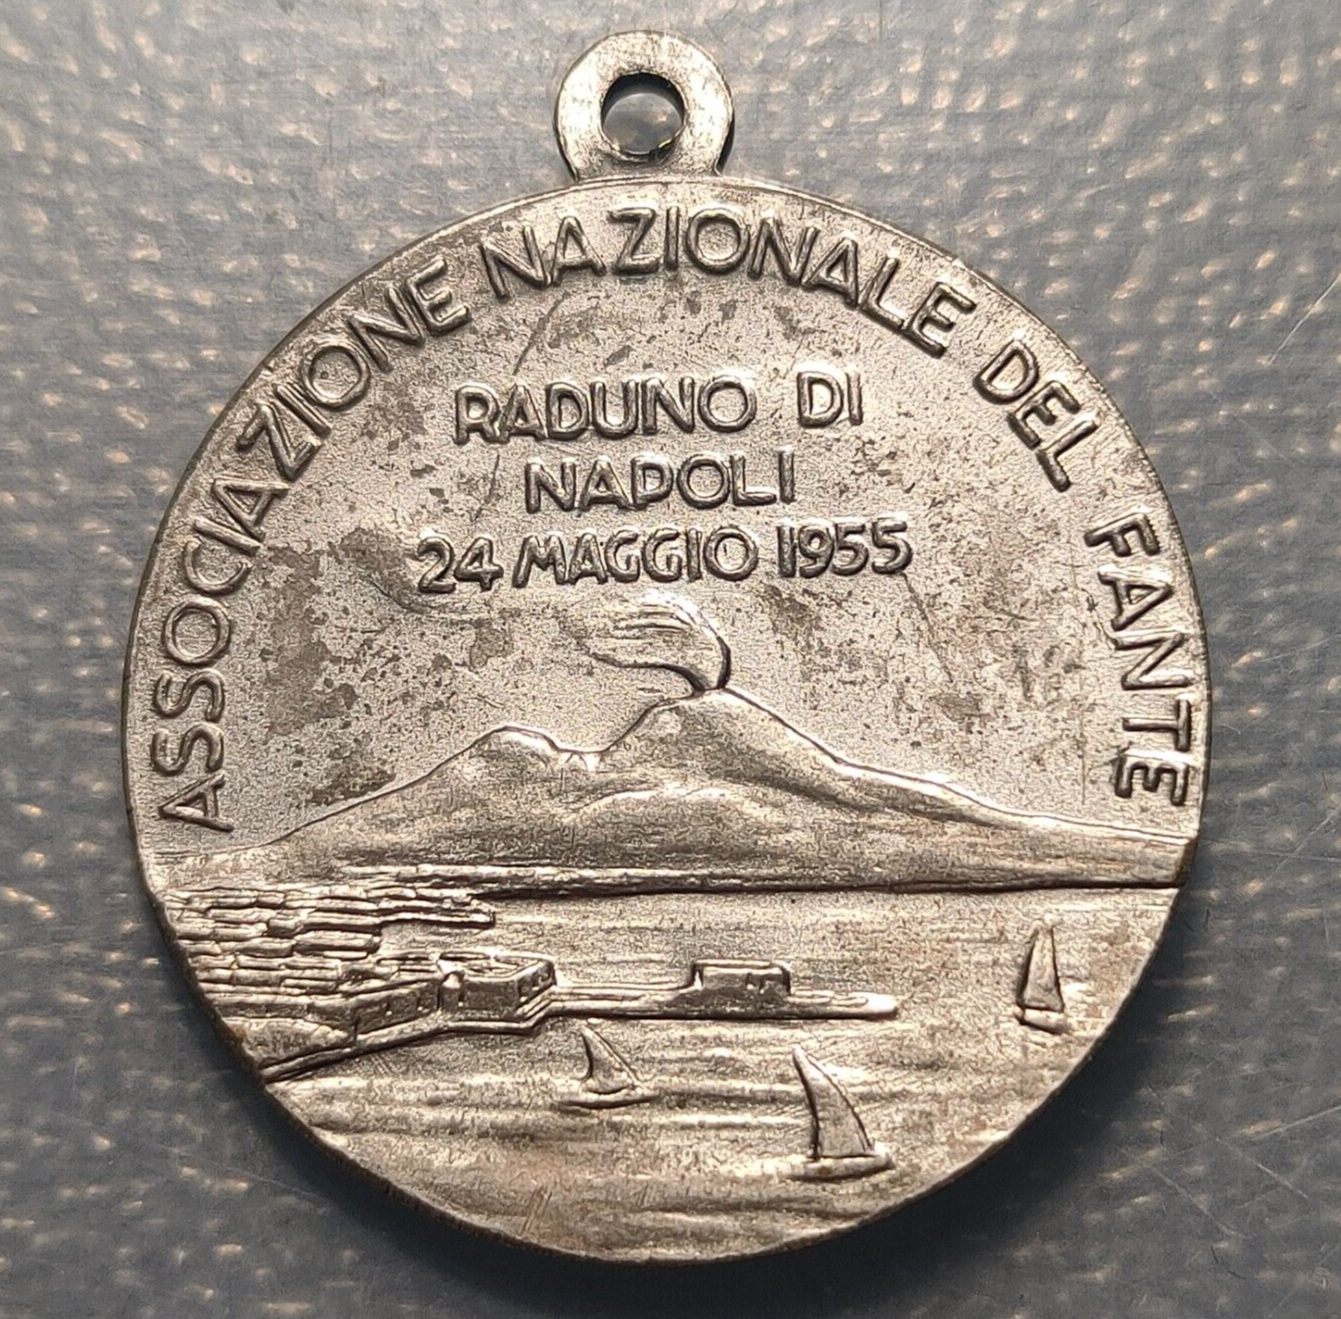 ASSOCIAZIONE NAZIONALE DEL FANTE
RADUNO DI
NAPOLI
24 MAGGIO 1955